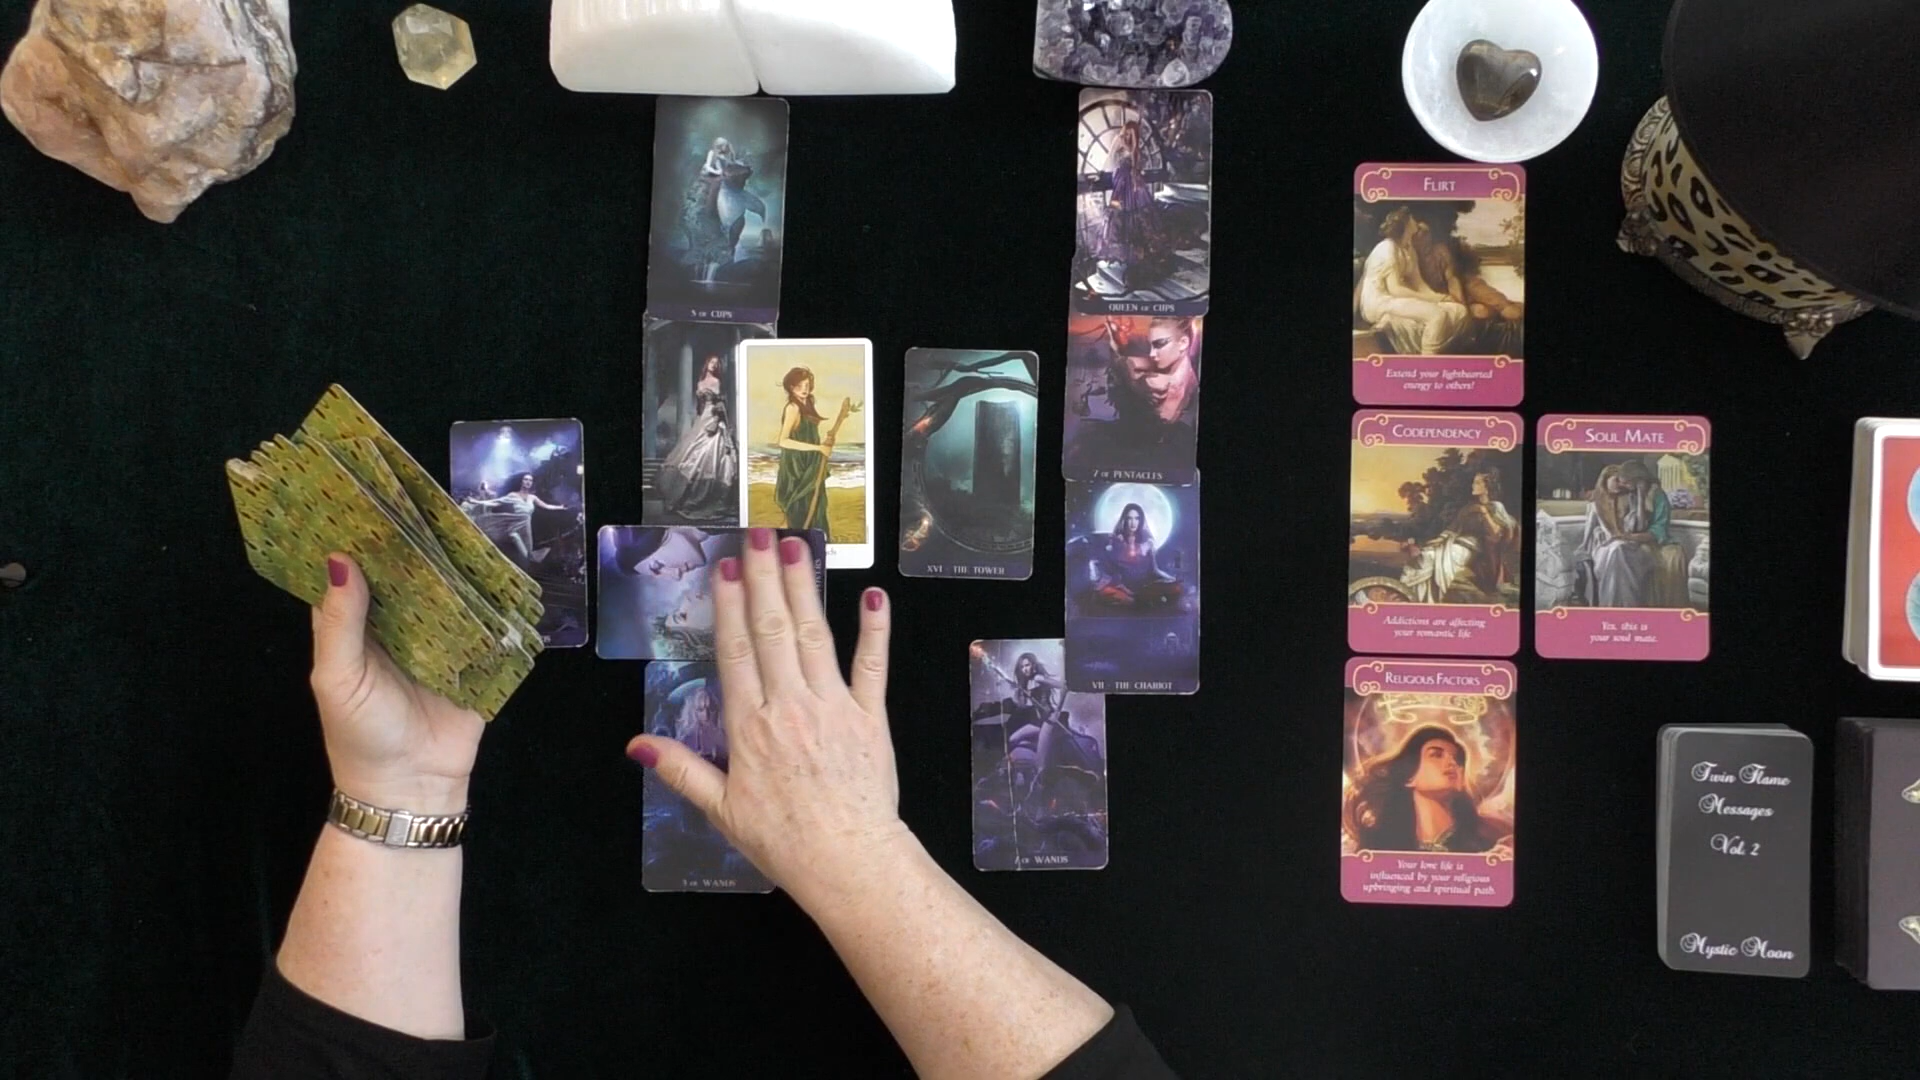 5 OF CUPS
QUEEN OF CUPS
7 OF PENTACLES
XVI · THE TOWER
VII · THE CHARIOT
5 OF WANDS
7 OF WANDS
FLIRT
Extend your lighthearted
energy to others!
CODEPENDENCY
Addictions are affecting
your romantic life.
SOUL MATE
Yes, this is
your soul mate.
RELIGIOUS FACTORS
Your love life is
influenced by your religious
upbringing and spiritual path.
Twin Flame
Messages
Vol. 2
Mystic Moon